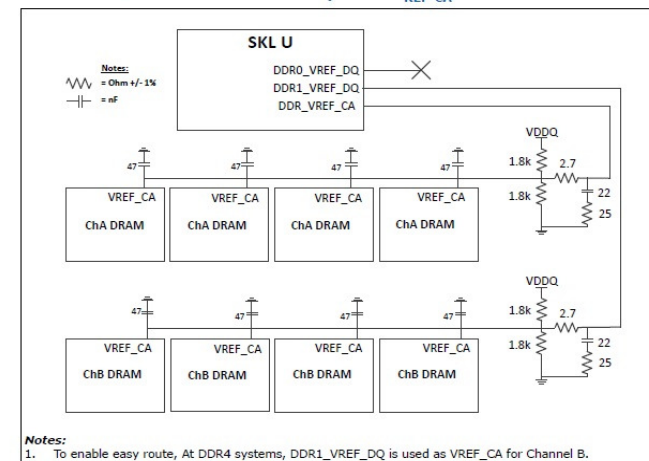 REF_CA
SKL U
Notes:
= Ohm +/- 1%
= nF
DDR0_VREF_DQ
DDR1_VREF_DQ
DDR_VREF_CA
VDDQ
1.8k
2.7
1.8k
22
25
47
47
47
47
VREF_CA
VREF_CA
VREF_CA
VREF_CA
ChA DRAM
ChA DRAM
ChA DRAM
ChA DRAM
VDDQ
1.8k
2.7
1.8k
22
25
47
47
47
47
VREF_CA
VREF_CA
VREF_CA
VREF_CA
ChB DRAM
ChB DRAM
ChB DRAM
ChB DRAM
Notes:
1. To enable easy route, At DDR4 systems, DDR1_VREF_DQ is used as VREF_CA for Channel B.